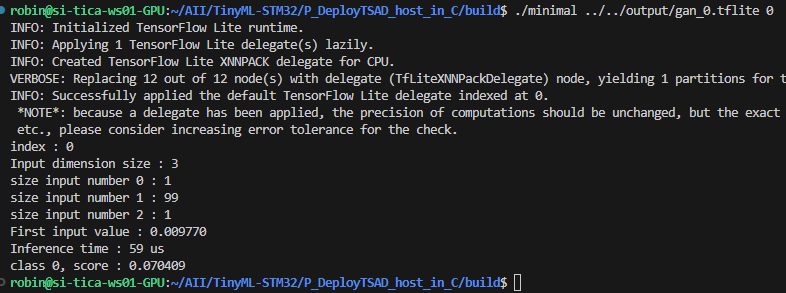 robin@si-tica-ws01-GPU:~/AII/TinyML-STM32/P_DeployTSAD_host_in_C/build$ ./minimal ../../output/gan_0.tflite 0
INFO: Initialized TensorFlow Lite runtime.
INFO: Applying 1 TensorFlow Lite delegate(s) lazily.
INFO: Created TensorFlow Lite XNNPACK delegate for CPU.
VERBOSE: Replacing 12 out of 12 node(s) with delegate (TfLiteXNNPackDelegate) node, yielding 1 partitions for t
INFO: Successfully applied the default TensorFlow Lite delegate indexed at 0.
*NOTE*: because a delegate has been applied, the precision of computations should be unchanged, but the exact
etc., please consider increasing error tolerance for the check.
index : 0
Input dimension size : 3
size input number 0 : 1
size input number 1 : 99
size input number 2 : 1
First input value : 0.009770
Inference time : 59 us
class 0, score : 0.070409
robin@si-tica-ws01-GPU:~/AII/TinyML-STM32/P_DeployTSAD_host_in_C/build$